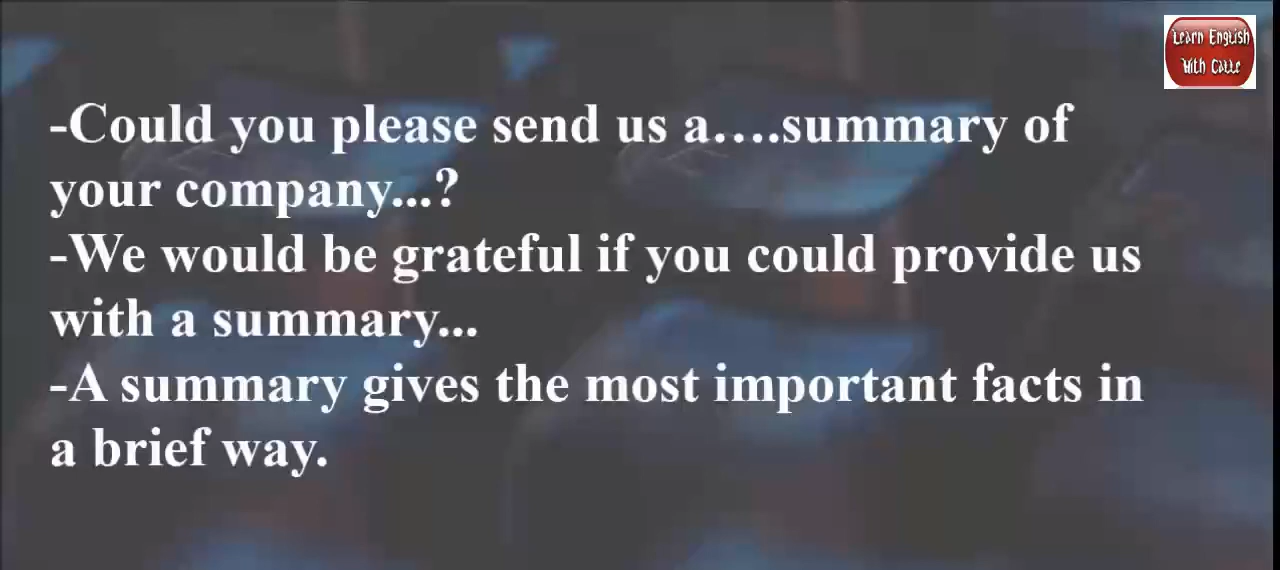 Learn English
With Catle
-Could you please send us a….summary of
your company...?
-We would be grateful if you could provide us
with a summary...
-A summary gives the most important facts in
a brief way.